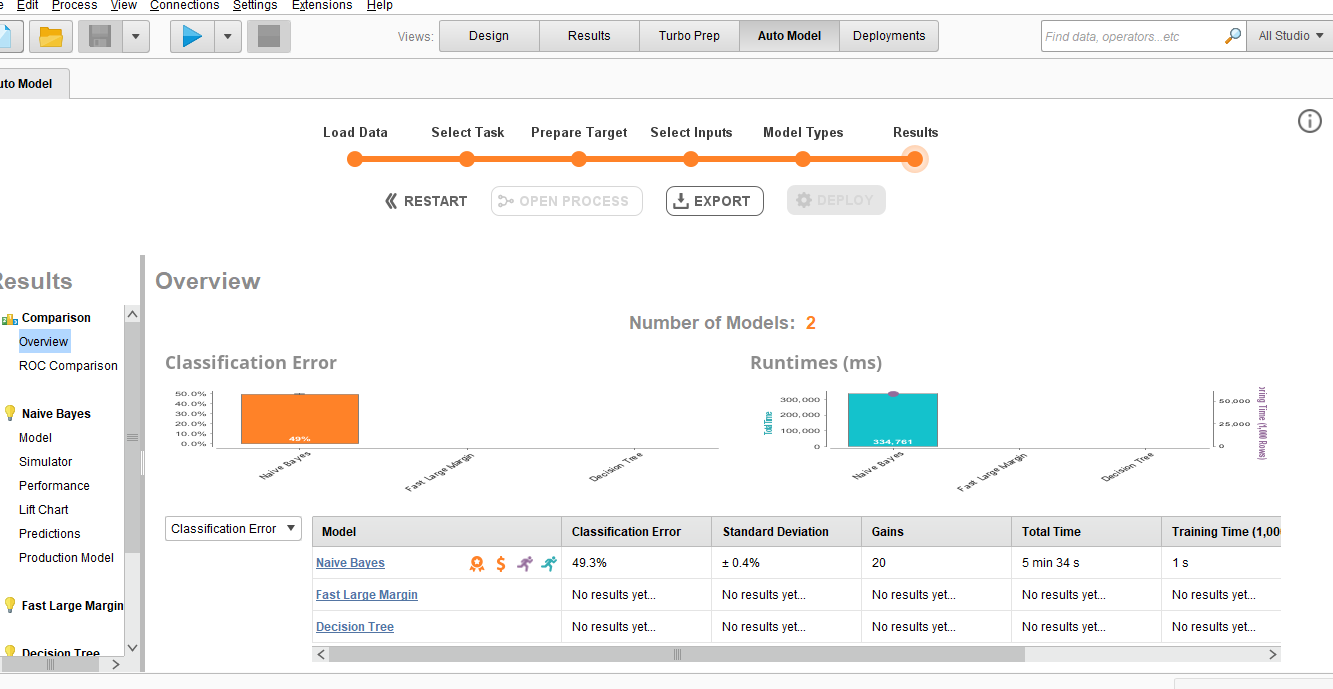 e Edit Process View Connections Settings Extensions Help
Views: Design Results Turbo Prep Auto Model Deployments Find data, operators...etc All Studio
uto Model
Load Data Select Task Prepare Target Select Inputs Model Types Results
RESTART OPEN PROCESS EXPORT DEPLOY
Results
Comparison
Overview
ROC Comparison
Naive Bayes
Model
Simulator
Performance
Lift Chart
Predictions
Production Model
Fast Large Margin
Decision Tree
Overview
Number of Models: 2
Classification Error
50.0%
40.0%
30.0%
20.0%
10.0%
0.0%
49%
Naive Bayes
Fast Large Margin
Decision Tree
Runtimes (ms)
Total Time
300,000
200,000
100,000
0
334,761
Naive Bayes
Fast Large Margin
Decision Tree
50,000
25,000
0
oring Time (1,000 Rows)
Classification Error
Model Classification Error Standard Deviation Gains Total Time Training Time (1,00
Naive Bayes 49.3% ± 0.4% 20 5 min 34 s 1 s
Fast Large Margin No results yet... No results yet... No results yet... No results yet... No results yet...
Decision Tree No results yet... No results yet... No results yet... No results yet... No results yet...